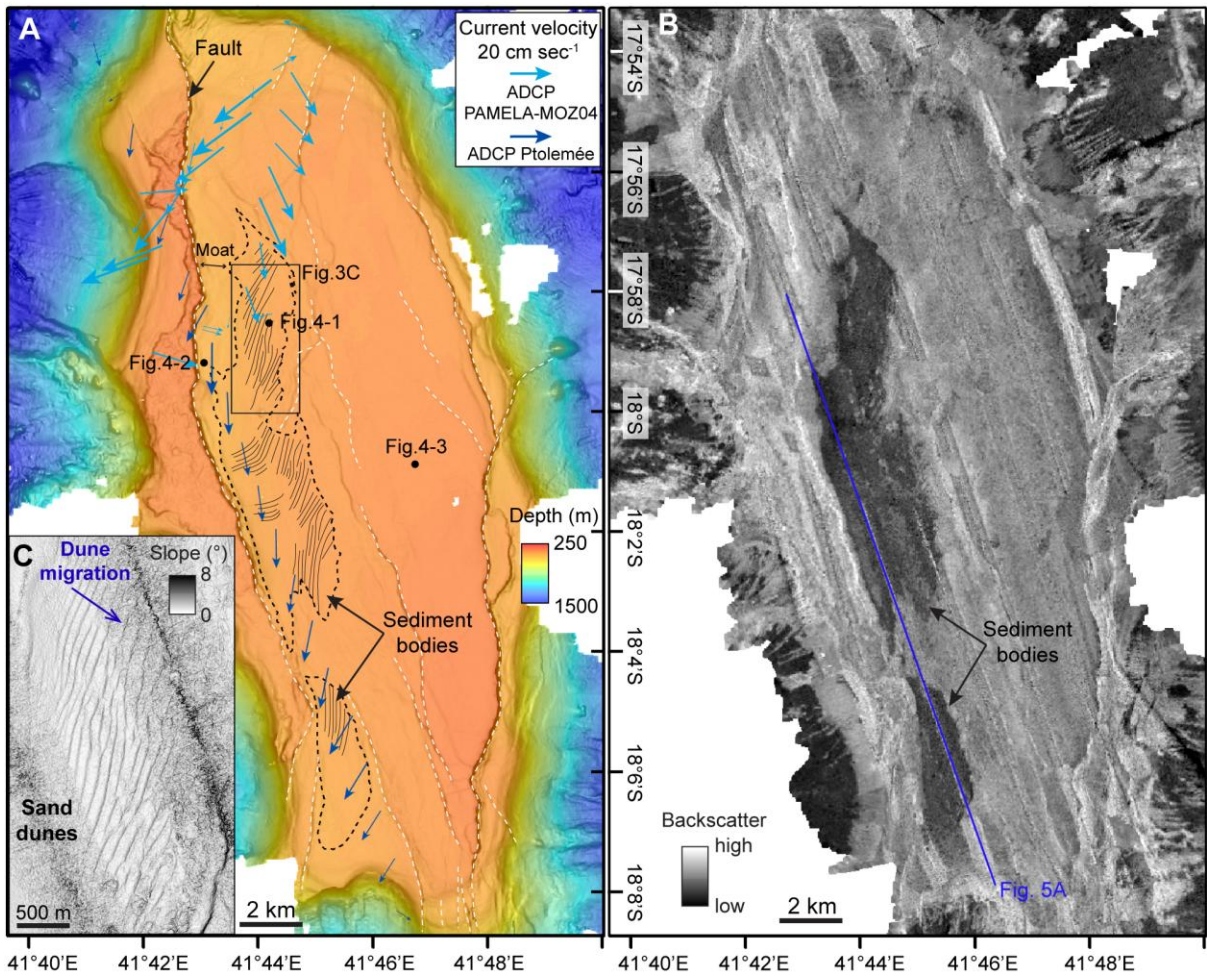 A
Fault
Current velocity
20 cm sec⁻¹
ADCP
PAMELA-MOZ04
ADCP Ptolemée
Moat
Fig.3C
Fig.4-1
Fig.4-2
Fig.4-3
Depth (m)
250
1500
Sediment
bodies
2 km
C
Dune
migration
Slope (°)
8
0
Sand
dunes
500 m
41°40'E
41°42'E
41°44'E
41°46'E
41°48'E
17°54'S
17°56'S
17°58'S
18°S
18°2'S
18°4'S
18°6'S
18°8'S
B
Sediment
bodies
Backscatter
high
low
2 km
Fig. 5A
41°40'E
41°42'E
41°44'E
41°46'E
41°48'E